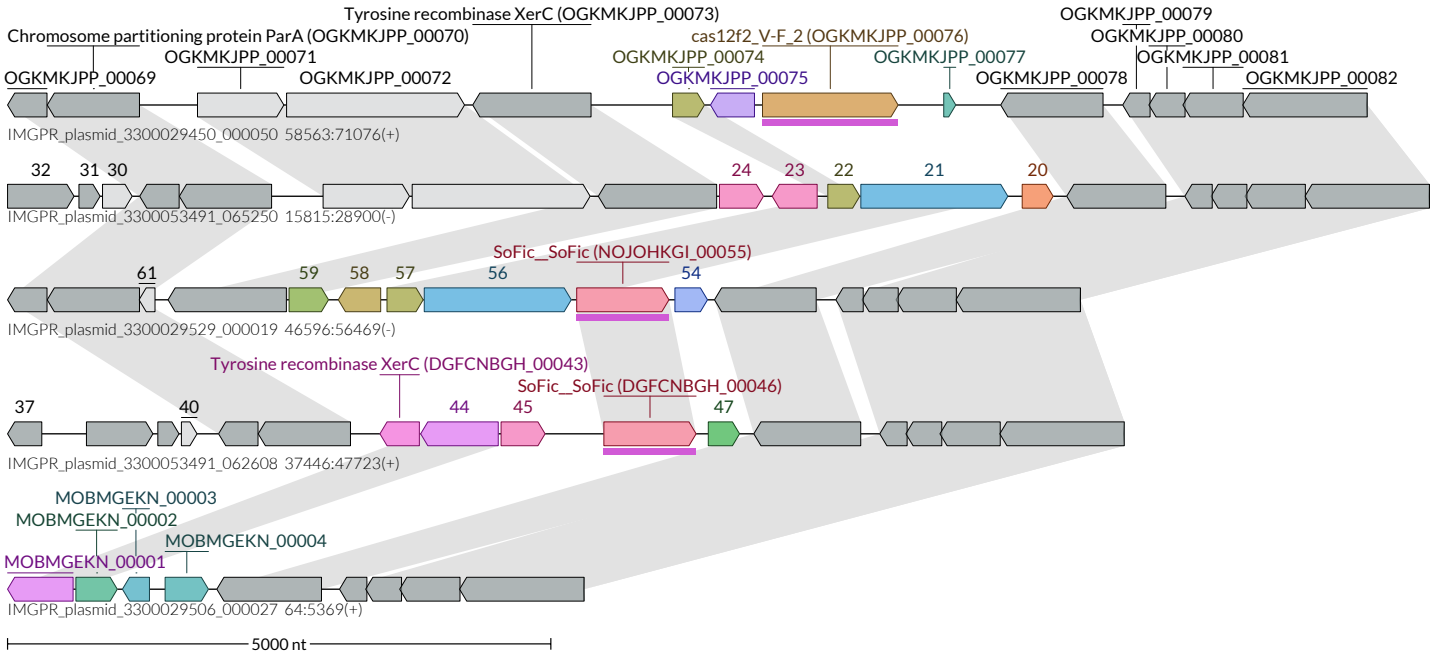 Tyrosine recombinase XerC (OGKMKJPP_00073)
OGKMKJPP_00079
Chromosome partitioning protein ParA (OGKMKJPP_00070)
cas12f2_V-F_2 (OGKMKJPP_00076)
OGKMKJPP_00080
OGKMKJPP_00071
OGKMKJPP_00074
OGKMKJPP_00077
OGKMKJPP_00081
OGKMKJPP_00069
OGKMKJPP_00072
OGKMKJPP_00075
OGKMKJPP_00078
OGKMKJPP_00082
IMGPR_plasmid_3300029450_000050 58563:71076(+)
32 31 30 24 23 22 21 20
IMGPR_plasmid_3300053491_065250 15815:28900(-)
SoFic__SoFic (NOJOHKGI_00055)
61 59 58 57 56 54
IMGPR_plasmid_3300029529_000019 46596:56469(-)
Tyrosine recombinase XerC (DGFCNBGH_00043)
SoFic__SoFic (DGFCNBGH_00046)
37 40 44 45 47
IMGPR_plasmid_3300053491_062608 37446:47723(+)
MOBMGEKN_00003
MOBMGEKN_00002
MOBMGEKN_00004
MOBMGEKN_00001
IMGPR_plasmid_3300029506_000027 64:5369(+)
5000 nt